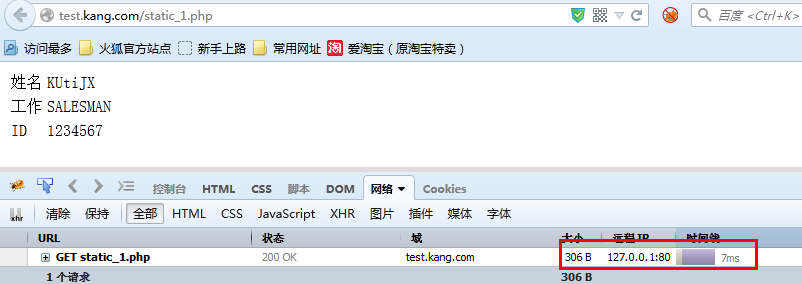 test.kang.com/static_1.php
百度 <Ctrl+K>
访问最多 火狐官方站点 新手上路 常用网址 淘 爱淘宝（原淘宝特卖）
姓名 KUtiJX
工作 SALESMAN
ID 1234567
控制台 HTML CSS 脚本 DOM 网络 Cookies
xhr 清除 保持 全部 HTML CSS JavaScript XHR 图片 插件 媒体 字体
URL 状态 域 大小 远程 IP 时间线
GET static_1.php 200 OK test.kang.com 306 B 127.0.0.1:80 7ms
1 个请求 306 B